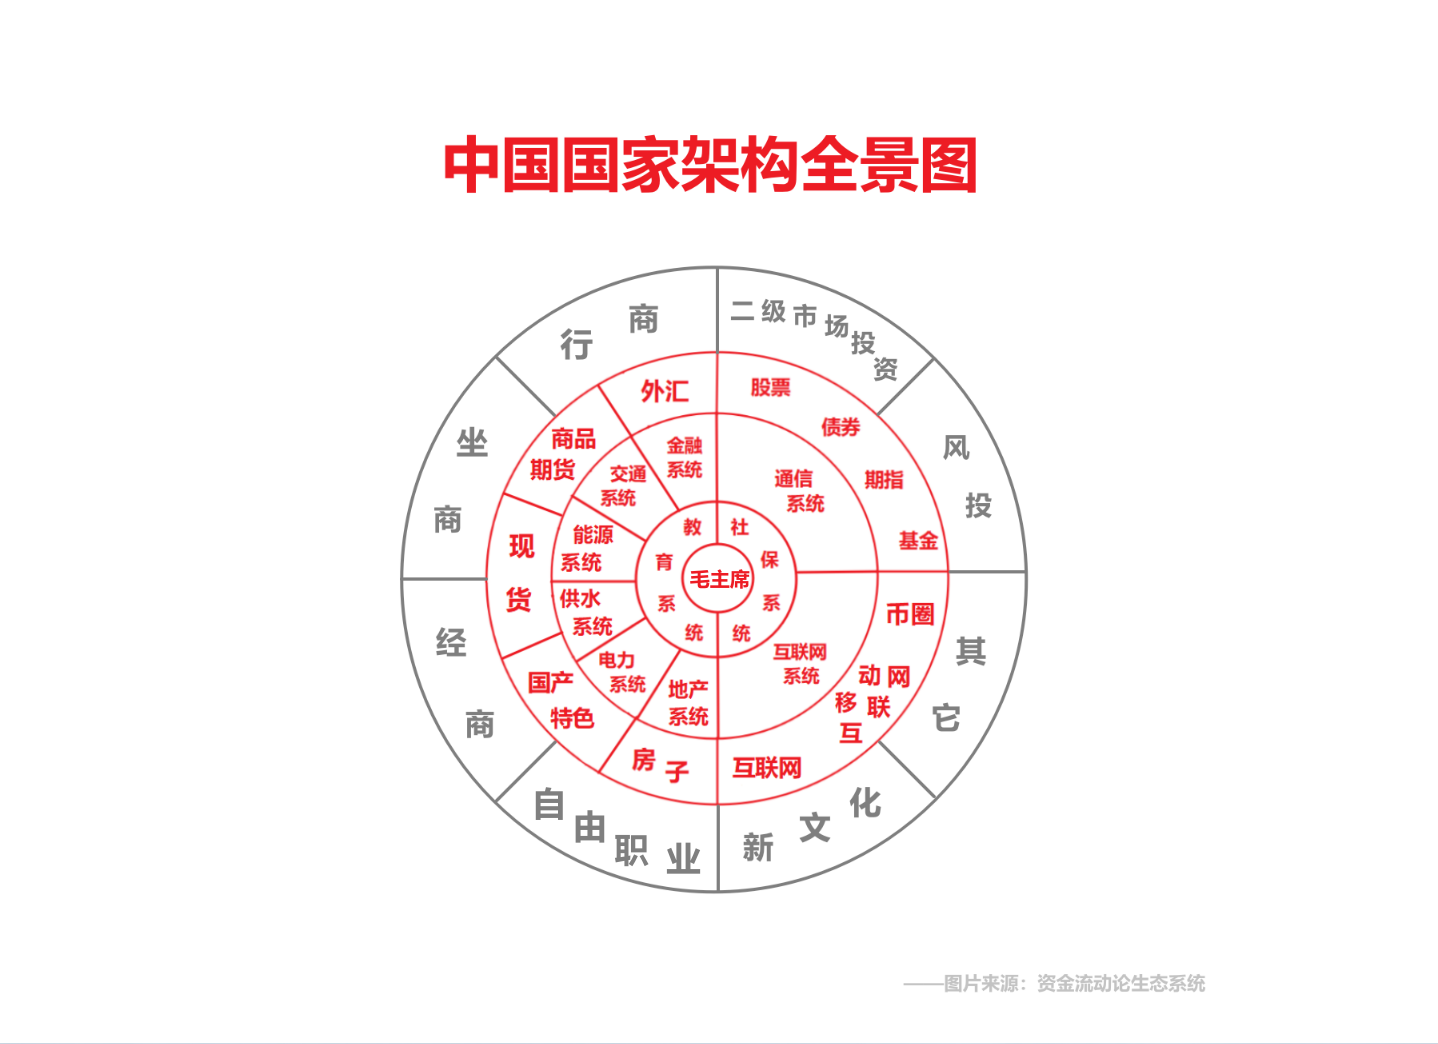 中国国家架构全景图
行商
二级市场投资
坐商
风投
经商
其它
自由职业
新文化
外汇
股票
债券
期指
基金
商品
期货
现货
国产
特色
房子
互联网
移动互联网
币圈
金融
系统
交通
系统
能源
系统
供水
系统
电力
系统
地产
系统
通信
系统
互联网
系统
教育系统
社保系统
毛主席
——图片来源：资金流动论生态系统